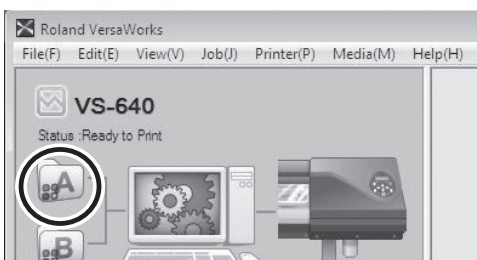 Roland VersaWorks
File(F) Edit(E) View(V) Job(J) Printer(P) Media(M) Help(H)
VS-640
Status :Ready to Print
A
B